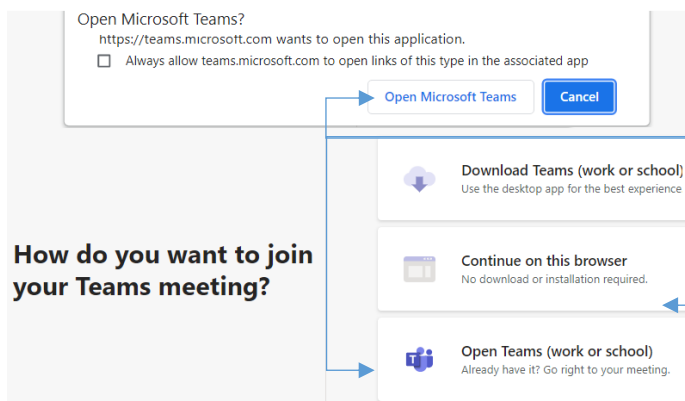 Open Microsoft Teams?
https://teams.microsoft.com wants to open this application.
Always allow teams.microsoft.com to open links of this type in the associated app
Open Microsoft Teams
Cancel
Download Teams (work or school)
Use the desktop app for the best experience
How do you want to join
your Teams meeting?
Continue on this browser
No download or installation required.
Open Teams (work or school)
Already have it? Go right to your meeting.